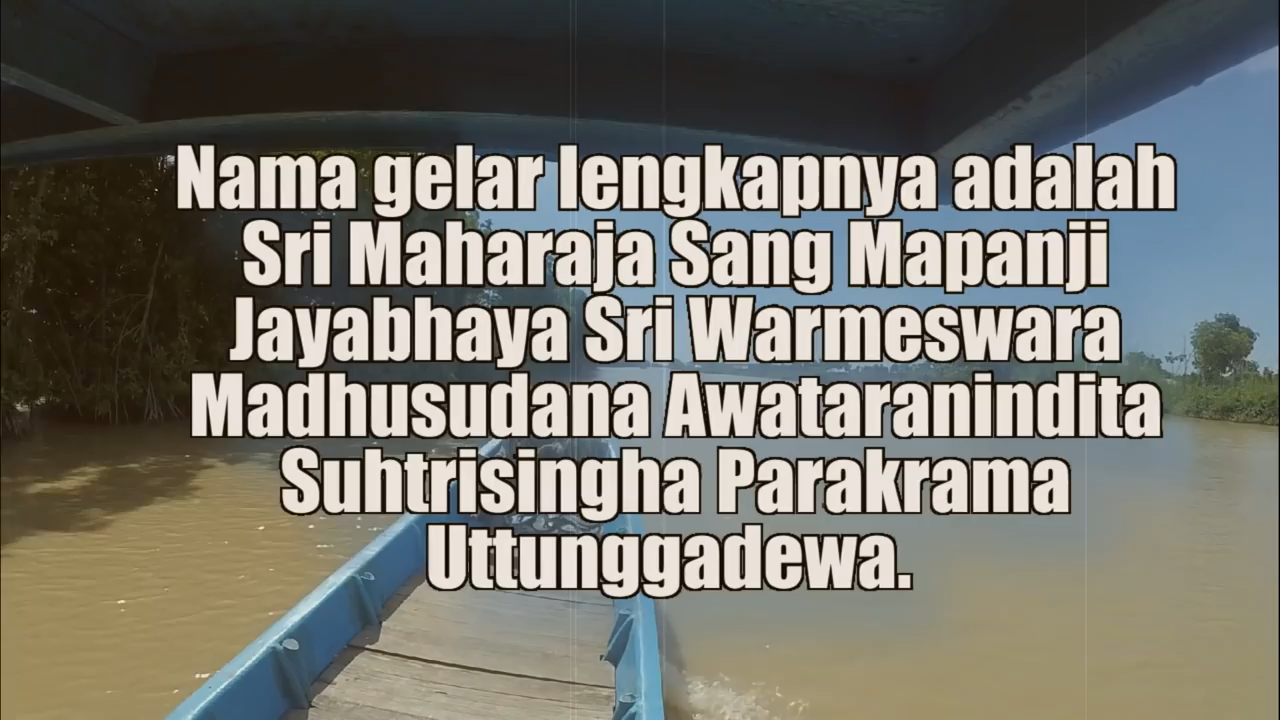 Nama gelar lengkapnya adalah
Sri Maharaja Sang Mapanji
Jayabhaya Sri Warmeswara
Madhusudana Awataranindita
Suhtrisingha Parakrama
Uttunggadewa.